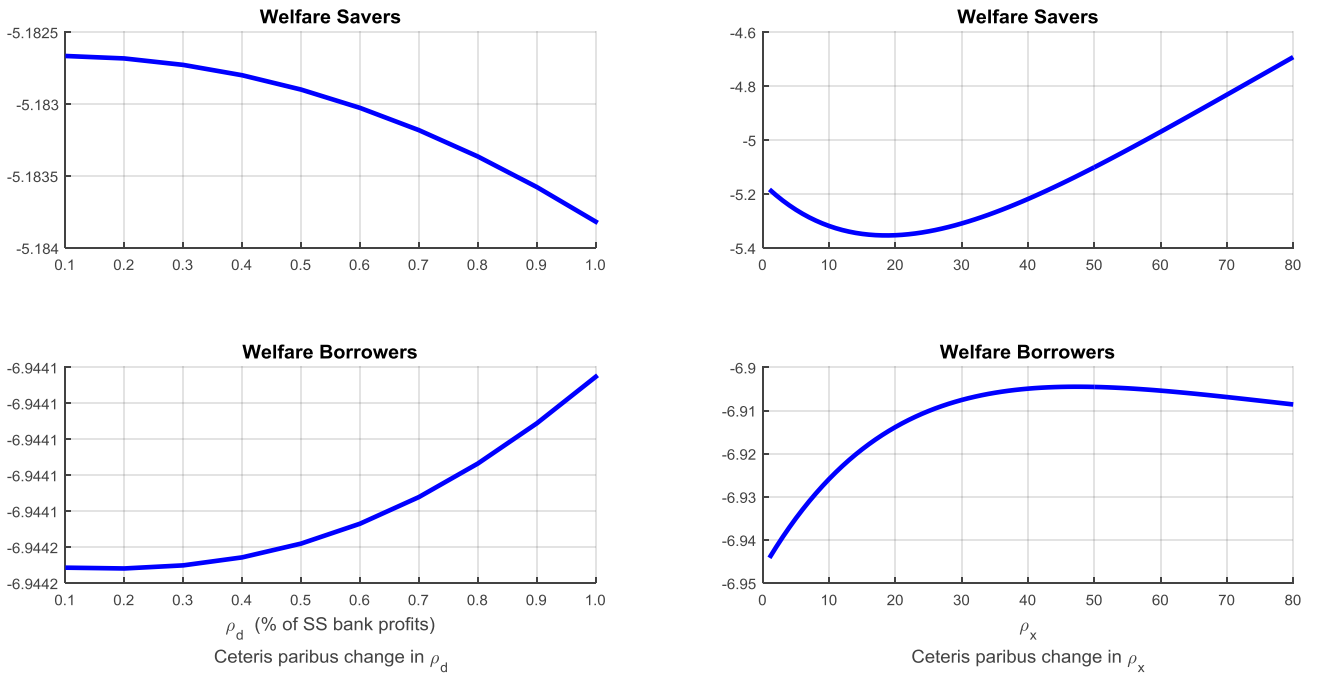 Welfare Savers
-5.1825
-5.183
-5.1835
-5.184
0.1 0.2 0.3 0.4 0.5 0.6 0.7 0.8 0.9 1.0
Welfare Savers
-4.6
-4.8
-5
-5.2
-5.4
0 10 20 30 40 50 60 70 80
Welfare Borrowers
-6.9441
-6.9441
-6.9441
-6.9441
-6.9441
-6.9442
-6.9442
0.1 0.2 0.3 0.4 0.5 0.6 0.7 0.8 0.9 1.0
ρd (% of SS bank profits)
Ceteris paribus change in ρd
Welfare Borrowers
-6.9
-6.91
-6.92
-6.93
-6.94
-6.95
0 10 20 30 40 50 60 70 80
ρx
Ceteris paribus change in ρx